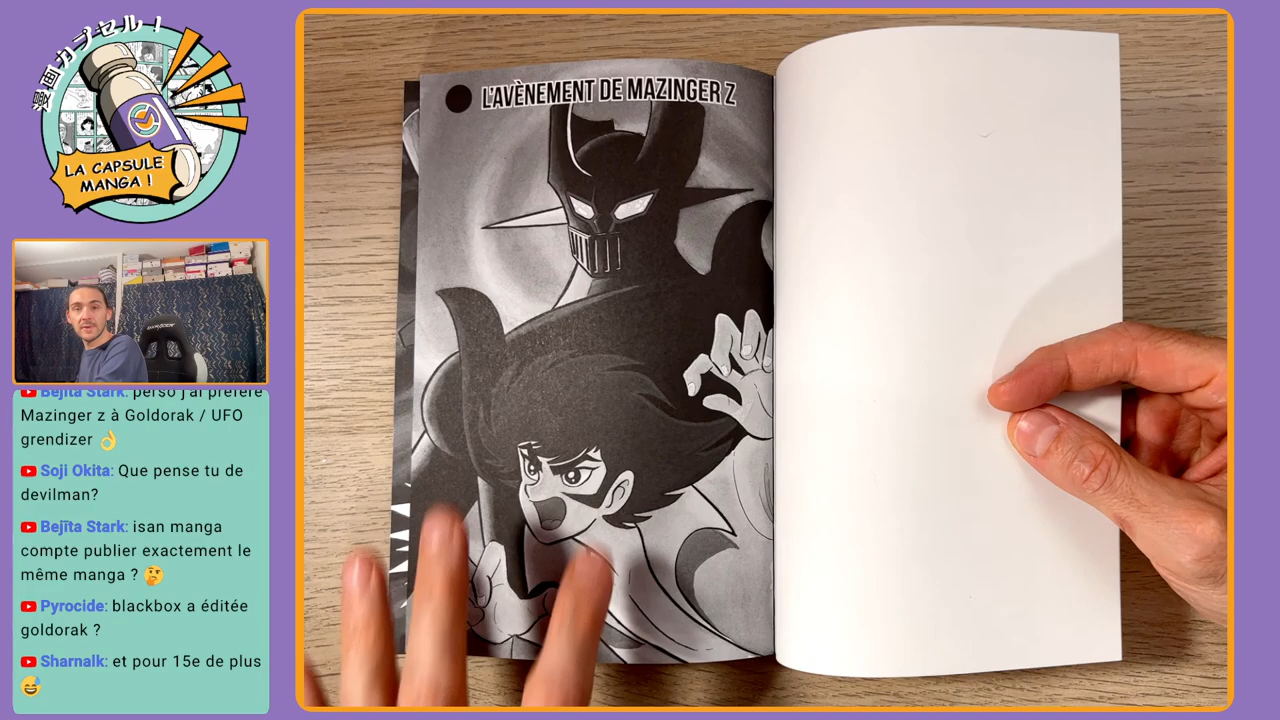 漫画カプセル!
LA CAPSULE
MANGA !
L'AVÈNEMENT DE MAZINGER Z
Bejīta Stark: perso j'ai préféré
Mazinger z à Goldorak / UFO
grendizer 👌
Soji Okita: Que pense tu de
devilman?
Bejīta Stark: isan manga
compte publier exactement le
même manga ? 🤔
Pyrocide: blackbox a éditée
goldorak ?
Sharnalk: et pour 15e de plus
😅